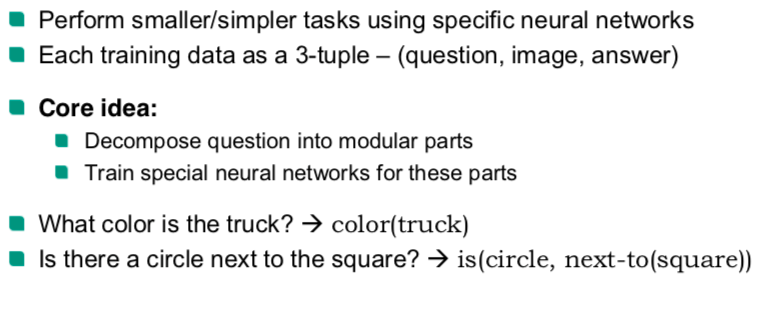 Perform smaller/simpler tasks using specific neural networks
Each training data as a 3-tuple – (question, image, answer)
Core idea:
Decompose question into modular parts
Train special neural networks for these parts
What color is the truck? → color(truck)
Is there a circle next to the square? → is(circle, next-to(square))